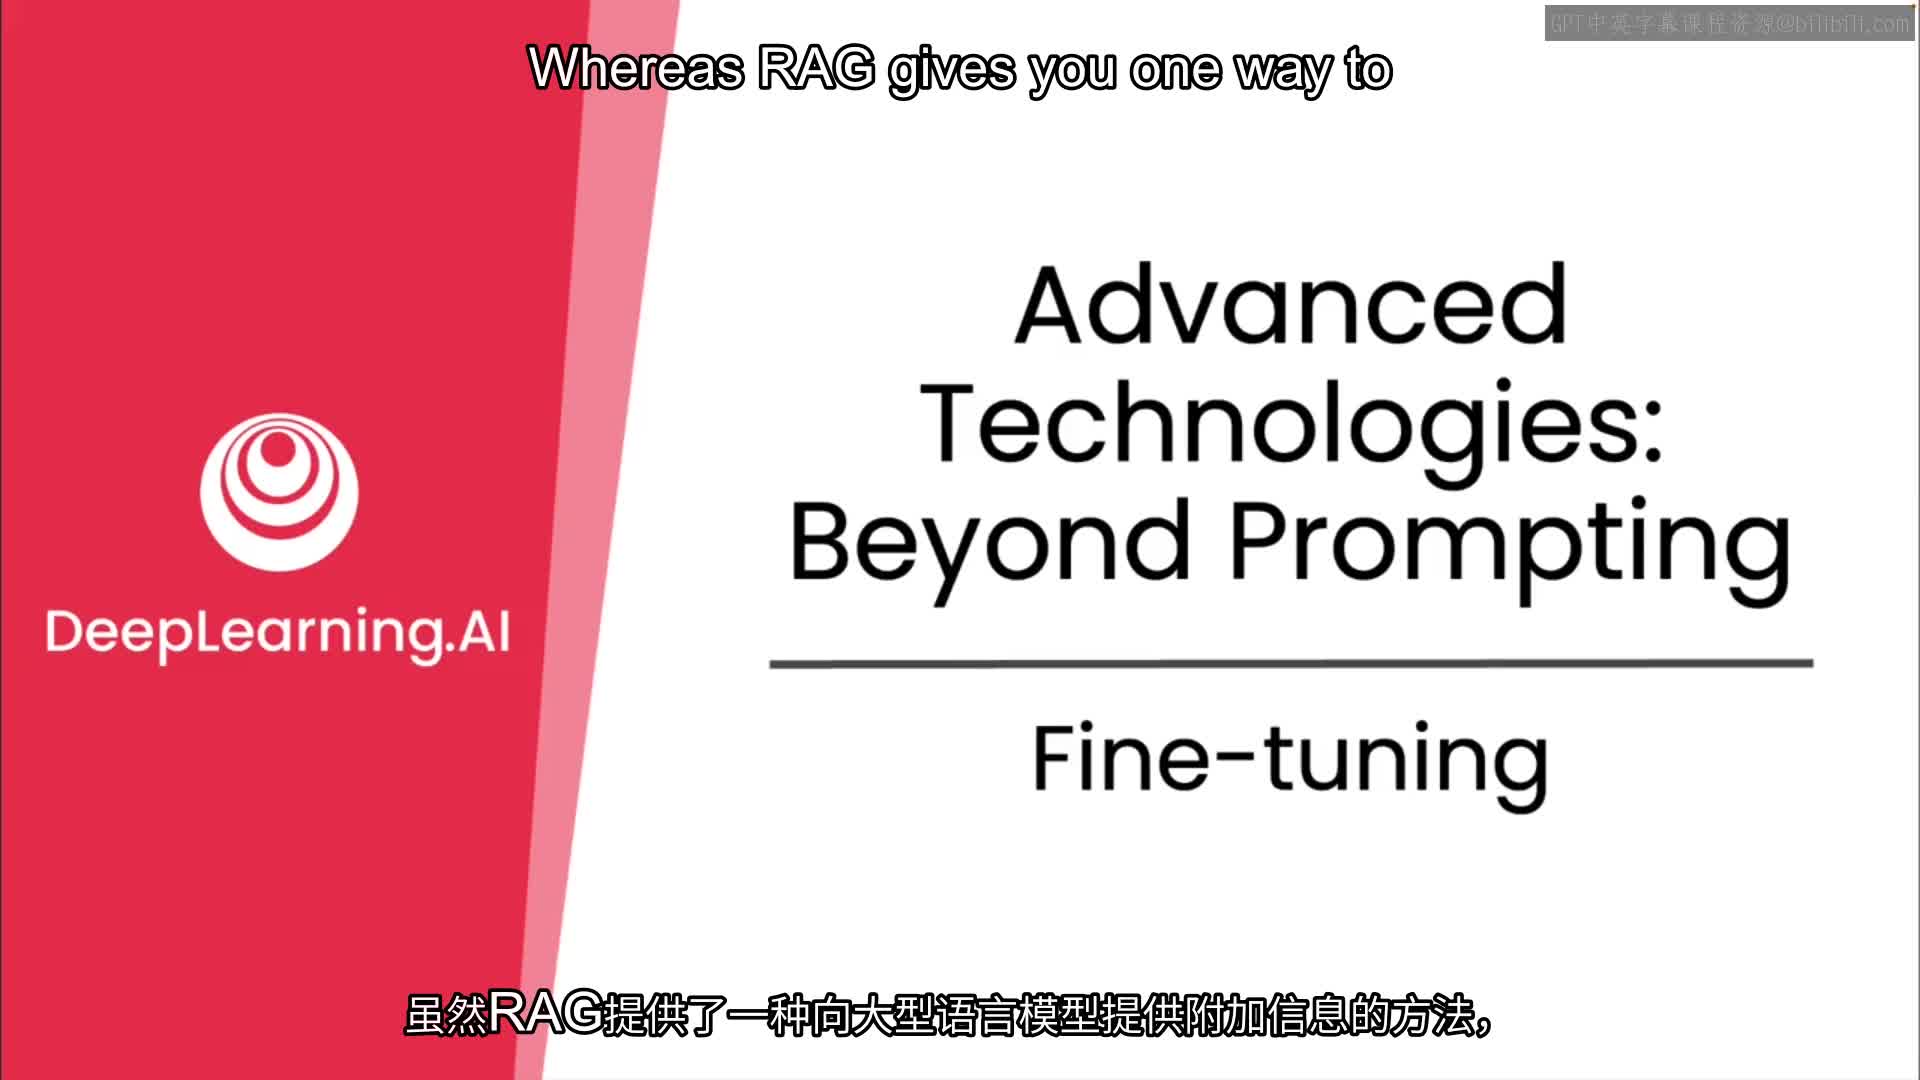 GPT中英字幕课程资源@bilibili.com
Whereas RAG gives you one way to
Advanced
Technologies:
Beyond Prompting
DeepLearning.AI
Fine-tuning
虽然RAG提供了一种向大型语言模型提供附加信息的方法，